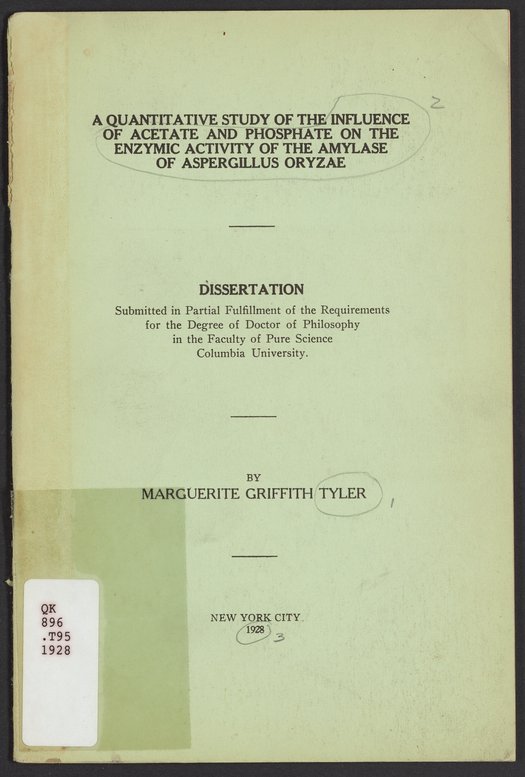 A QUANTITATIVE STUDY OF THE INFLUENCE
OF ACETATE AND PHOSPHATE ON THE
ENZYMIC ACTIVITY OF THE AMYLASE
OF ASPERGILLUS ORYZAE
2
DISSERTATION
Submitted in Partial Fulfillment of the Requirements
for the Degree of Doctor of Philosophy
in the Faculty of Pure Science
Columbia University.
BY
MARGUERITE GRIFFITH TYLER
1
NEW YORK CITY
1928
3
QK
896
.T95
1928